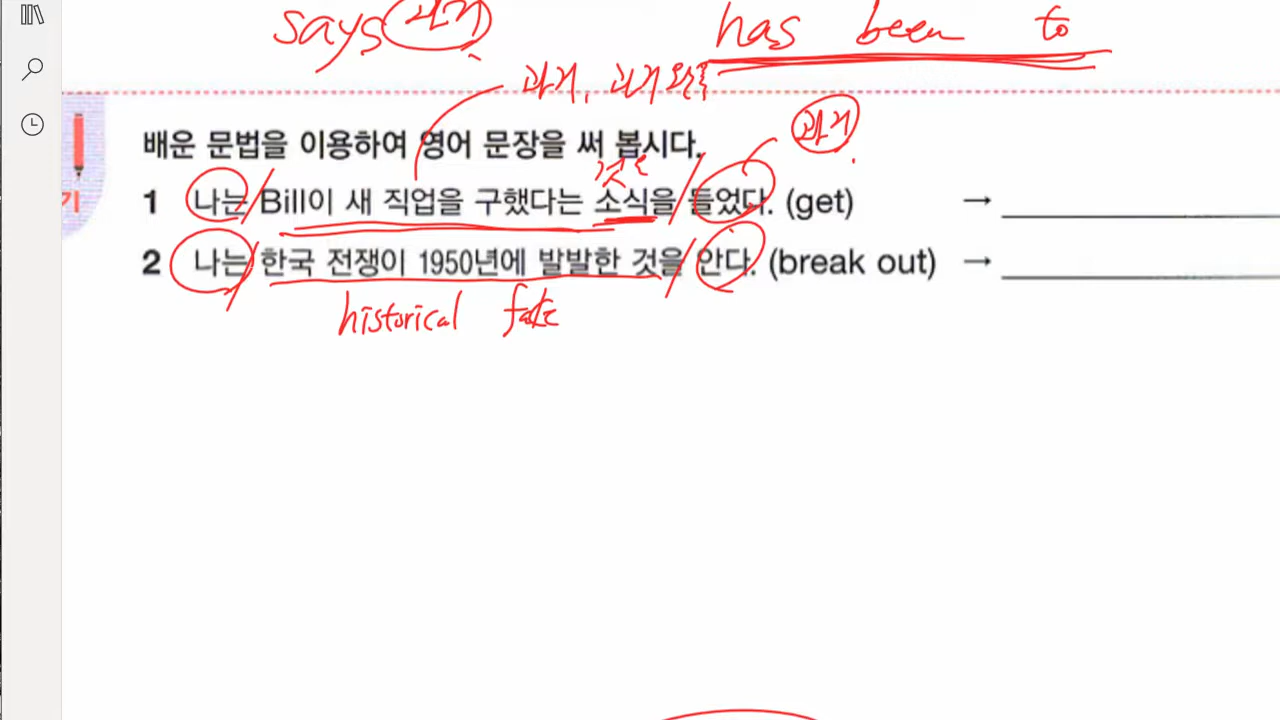 says 과거
has been to
과거, 과거완료
배운 문법을 이용하여 영어 문장을 써 봅시다.
과거
것을
기
1 나는 Bill이 새 직업을 구했다는 소식을 들었다. (get) →
2 나는 한국 전쟁이 1950년에 발발한 것을 안다. (break out) →
historical